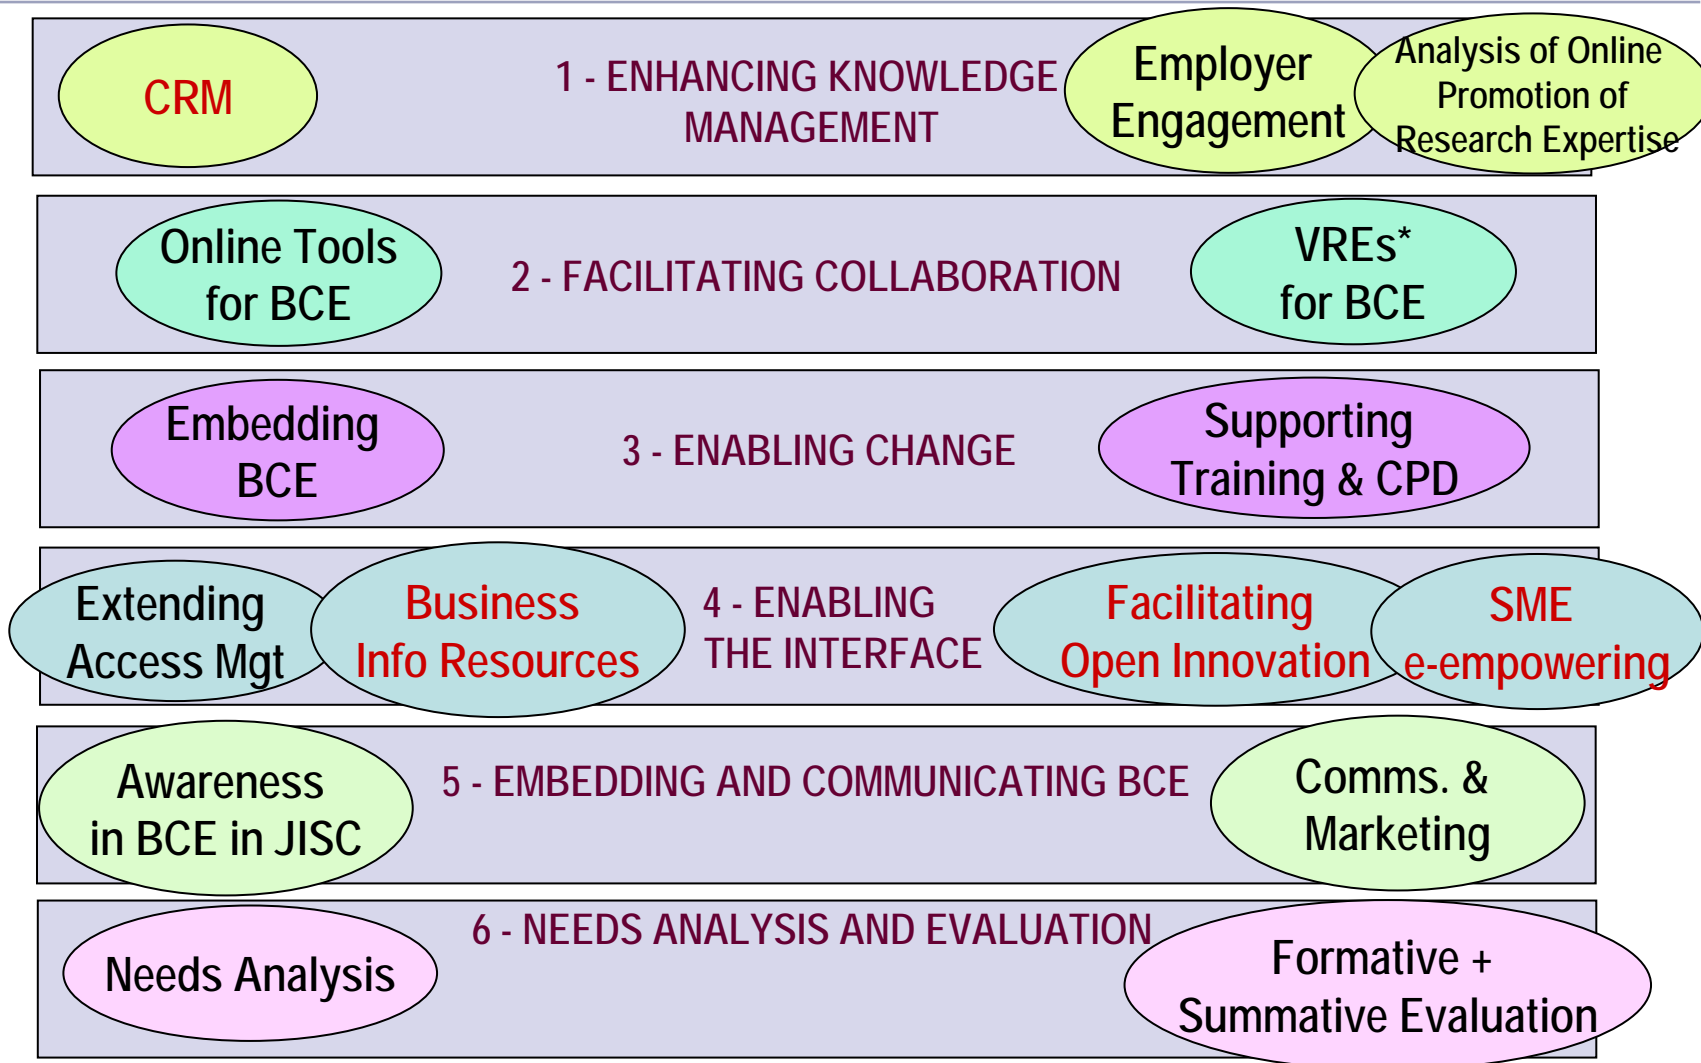 CRM
1 - ENHANCING KNOWLEDGE
MANAGEMENT
Employer
Engagement
Analysis of Online
Promotion of
Research Expertise
Online Tools
for BCE
2 - FACILITATING COLLABORATION
VREs*
for BCE
Embedding
BCE
3 - ENABLING CHANGE
Supporting
Training & CPD
Extending
Access Mgt
Business
Info Resources
4 - ENABLING
THE INTERFACE
Facilitating
Open Innovation
SME
e-empowering
Awareness
in BCE in JISC
5 - EMBEDDING AND COMMUNICATING BCE
Comms. &
Marketing
Needs Analysis
6 - NEEDS ANALYSIS AND EVALUATION
Formative +
Summative Evaluation